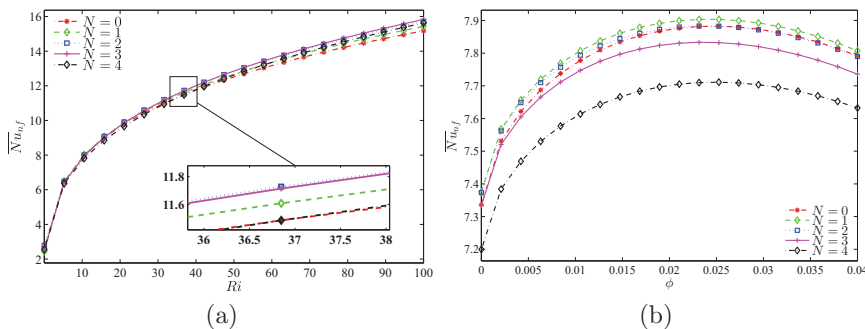 16
14
12
10
8
6
4
2
Nu_nf
N = 0
N = 1
N = 2
N = 3
N = 4
11.8
11.6
36 36.5 37 37.5 38
10 20 30 40 50 60 70 80 90 100
Ri
(a)
7.9
7.8
7.7
7.6
7.5
7.4
7.3
7.2
Nu_nf
N = 0
N = 1
N = 2
N = 3
N = 4
0 0.005 0.01 0.015 0.02 0.025 0.03 0.035 0.04
ϕ
(b)